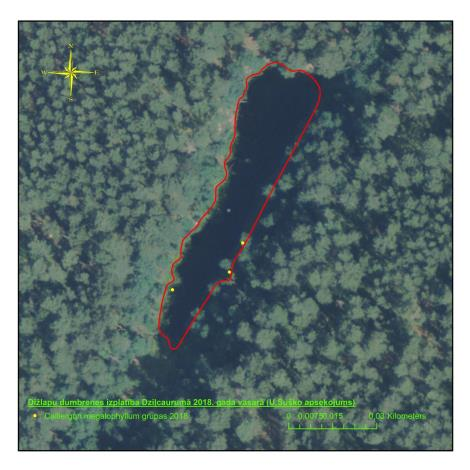 N
W E
S
Dižlapu dumbrenes izplatība Dziļcaurumā 2018. gada vasarā (U.Suško apsekojums)
Calliergon megalophyllum grupas 2018
0 0,0075 0,015 0,03 Kilometers